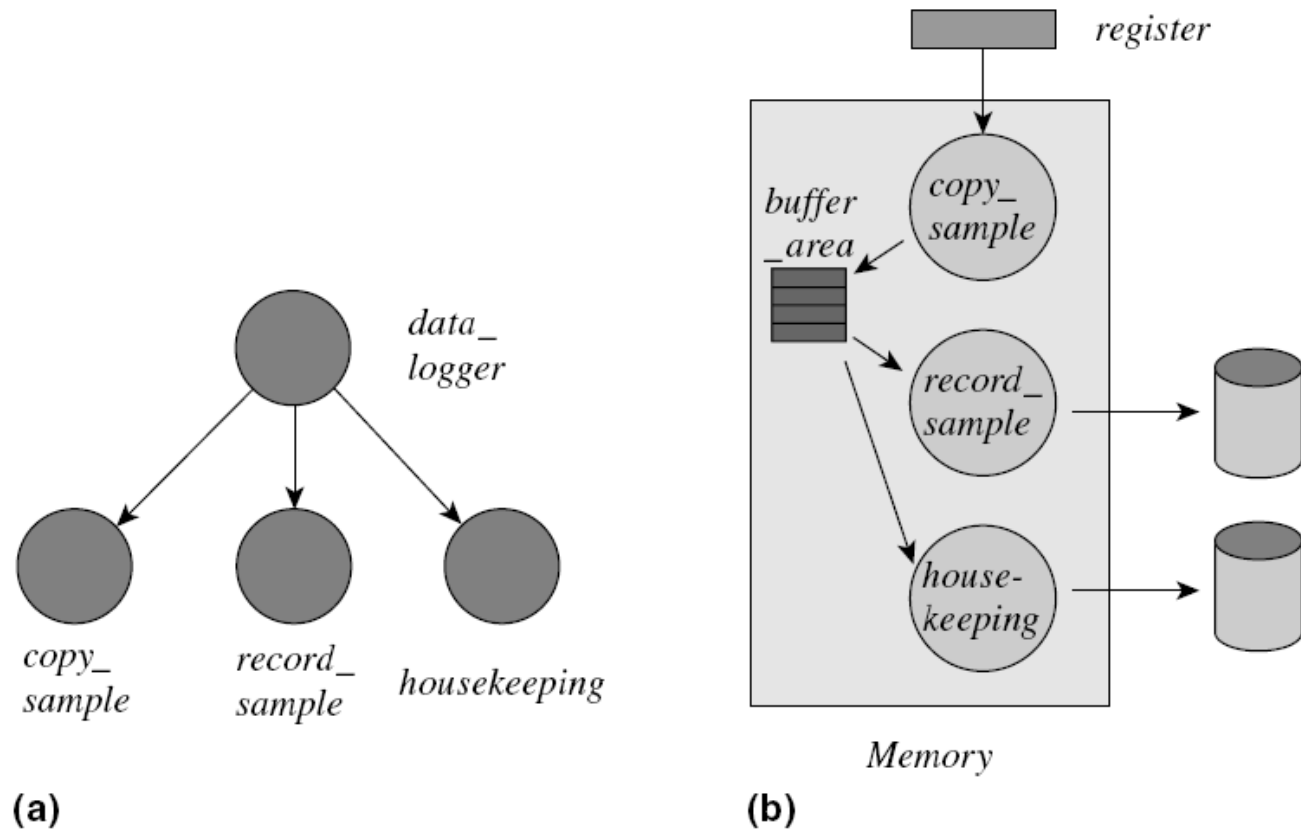 data_
logger
copy_
sample
record_
sample
housekeeping
(a)
register
copy_
sample
buffer
_area
record_
sample
house-
keeping
Memory
(b)